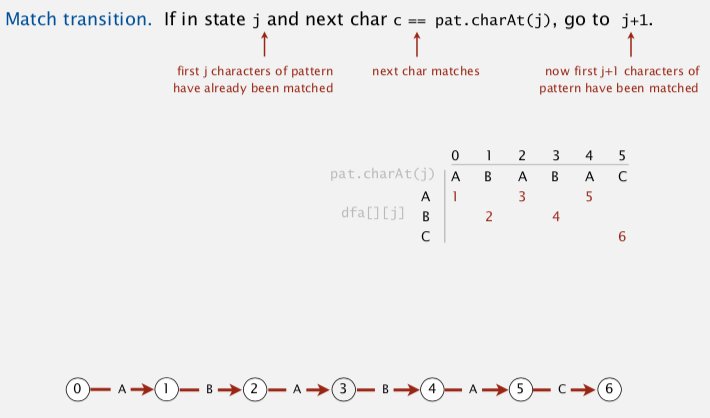 Match transition. If in state j and next char c == pat.charAt(j), go to j+1.
first j characters of pattern
have already been matched
next char matches
now first j+1 characters of
pattern have been matched
0 1 2 3 4 5
pat.charAt(j) A B A B A C
A 1 3 5
dfa[][j] B 2 4
C 6
0 A 1 B 2 A 3 B 4 A 5 C 6